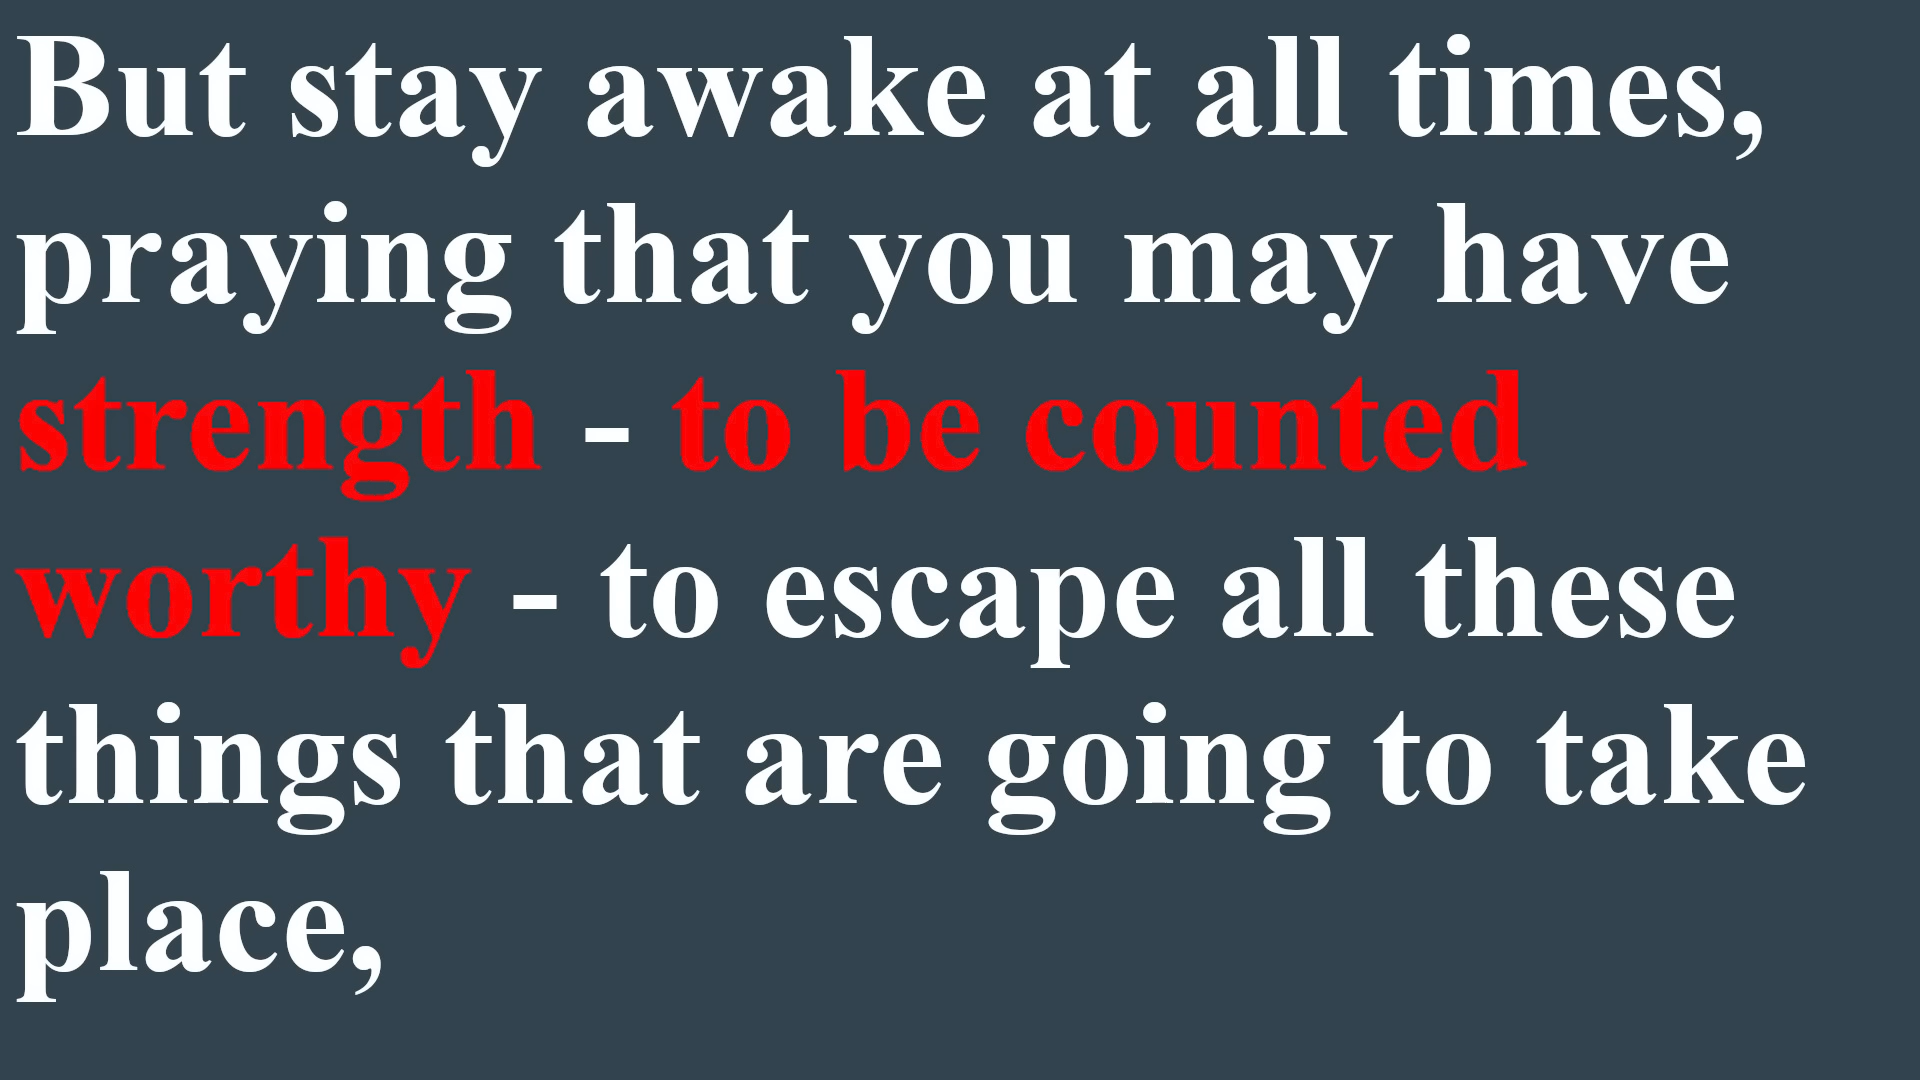 But stay awake at all times,
praying that you may have
strength - to be counted
worthy - to escape all these
things that are going to take
place,